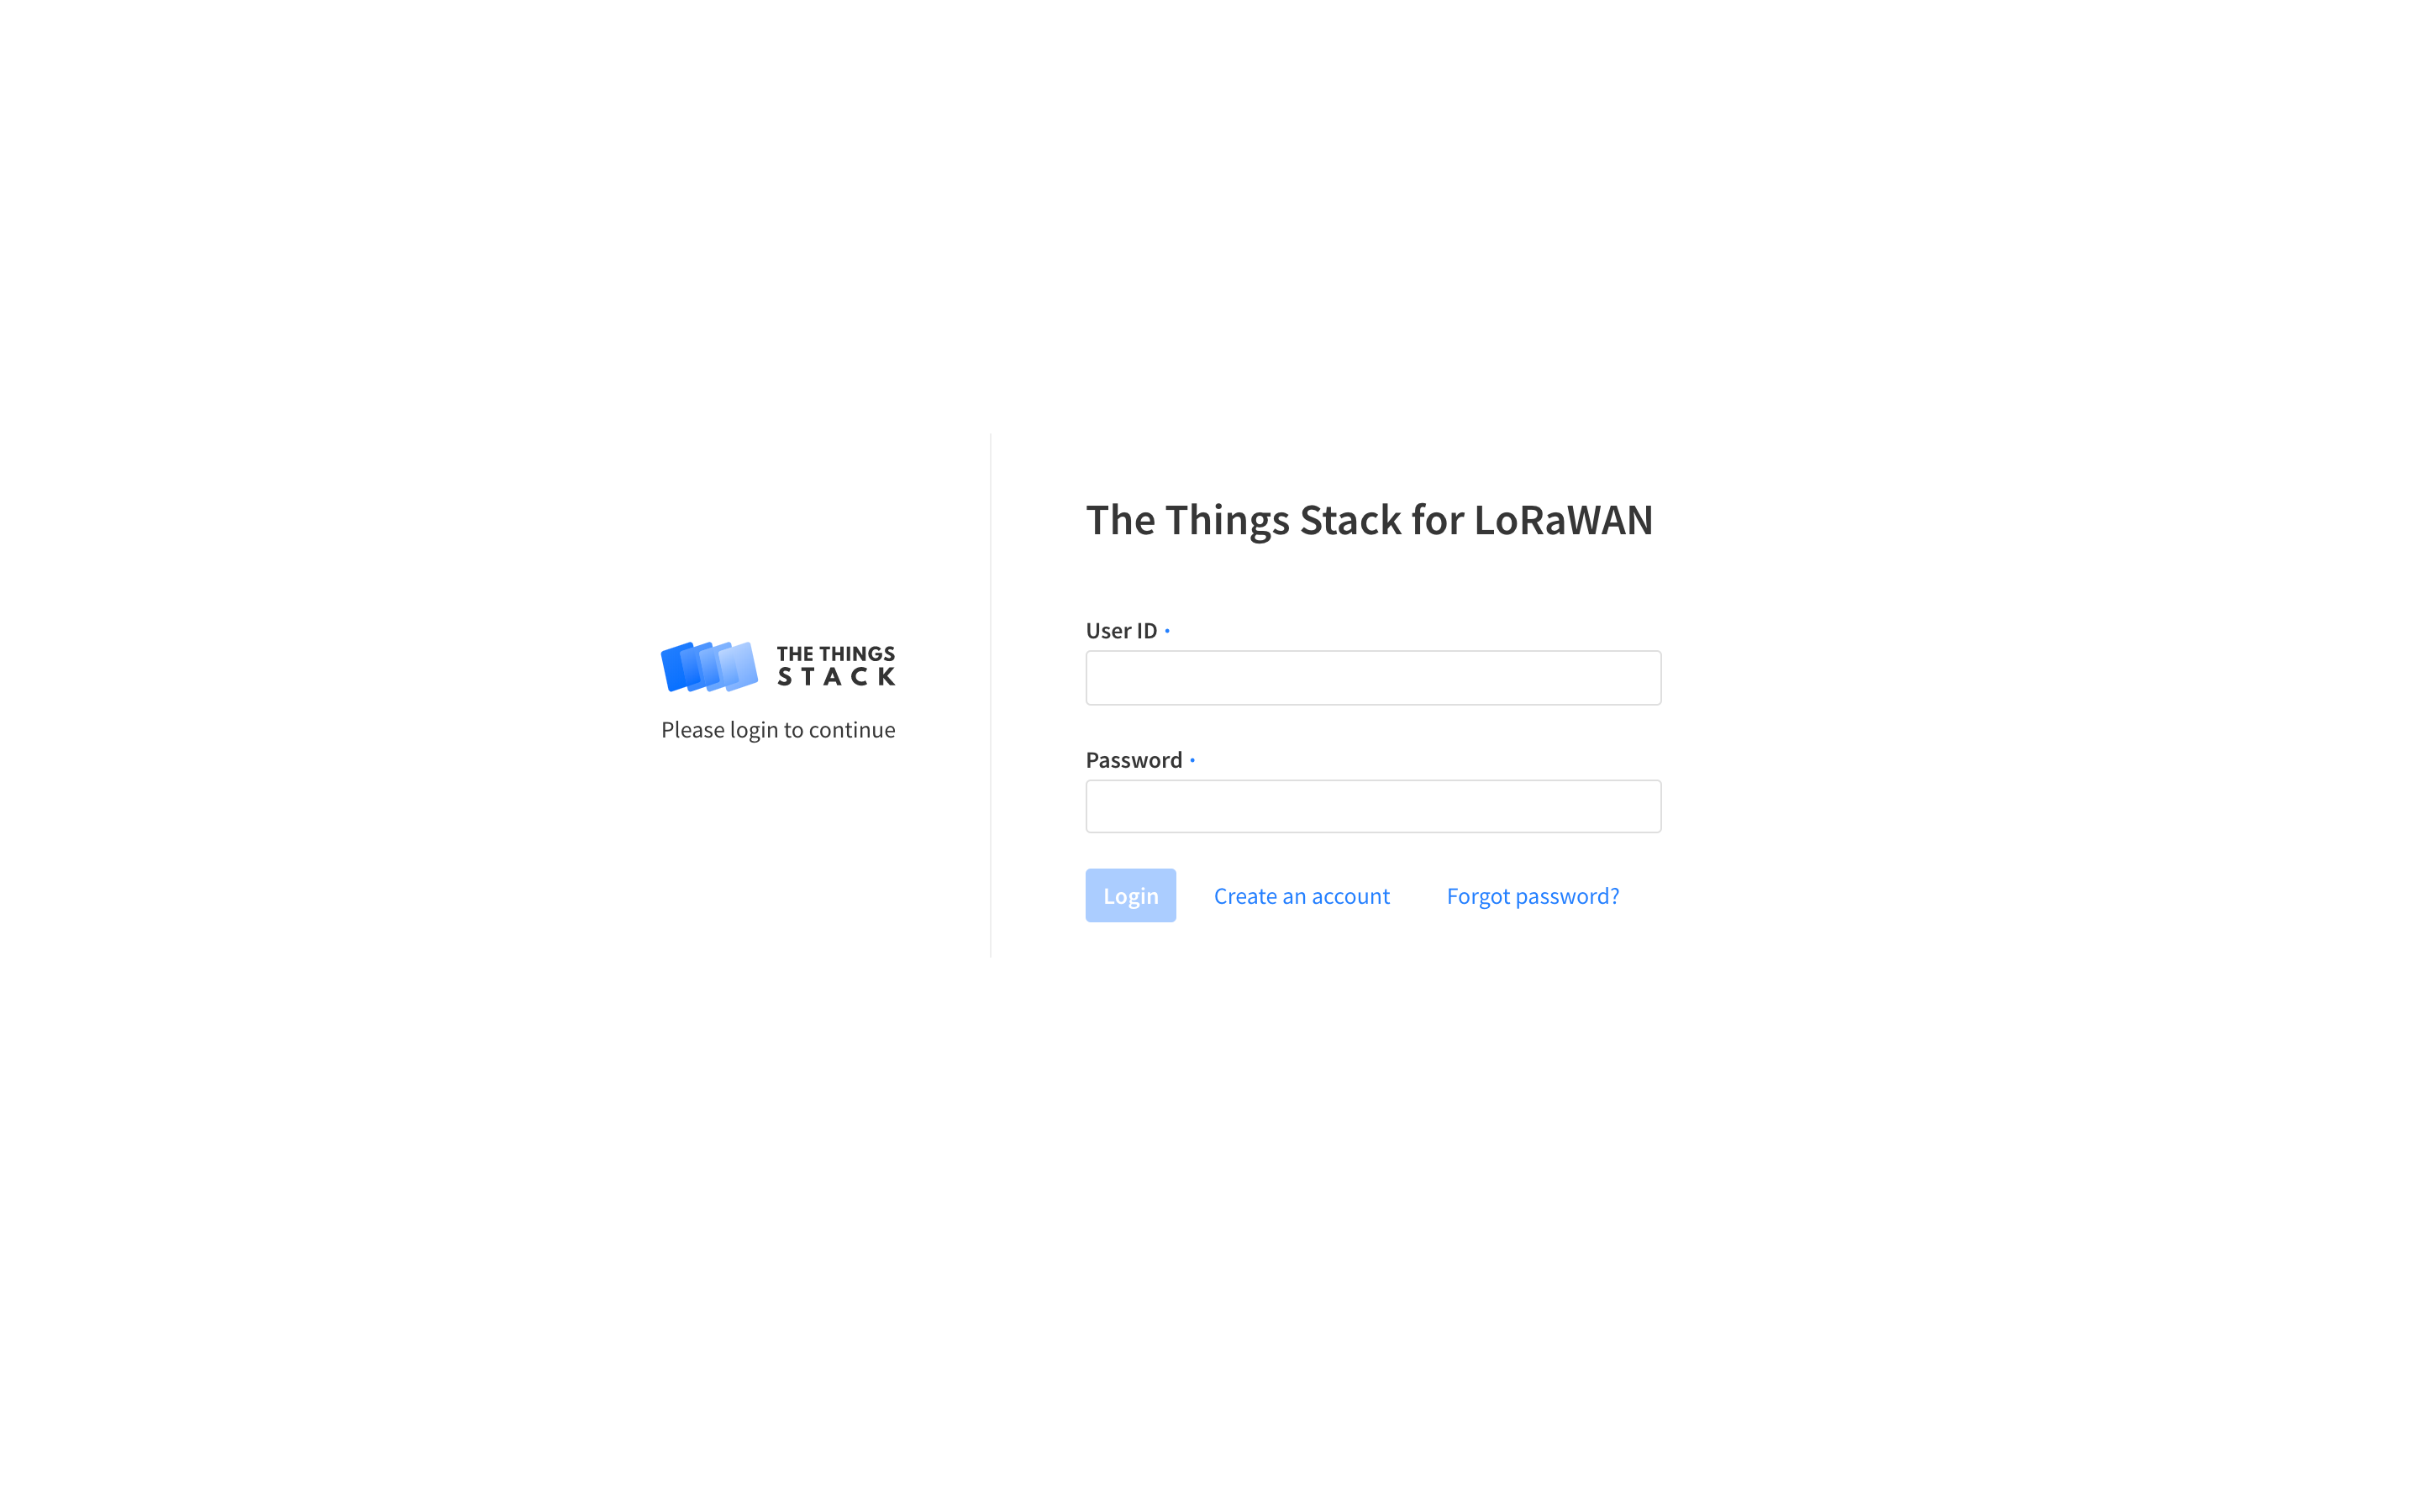 THE THINGS
STACK
Please login to continue
The Things Stack for LoRaWAN
User ID
Password
Login
Create an account
Forgot password?